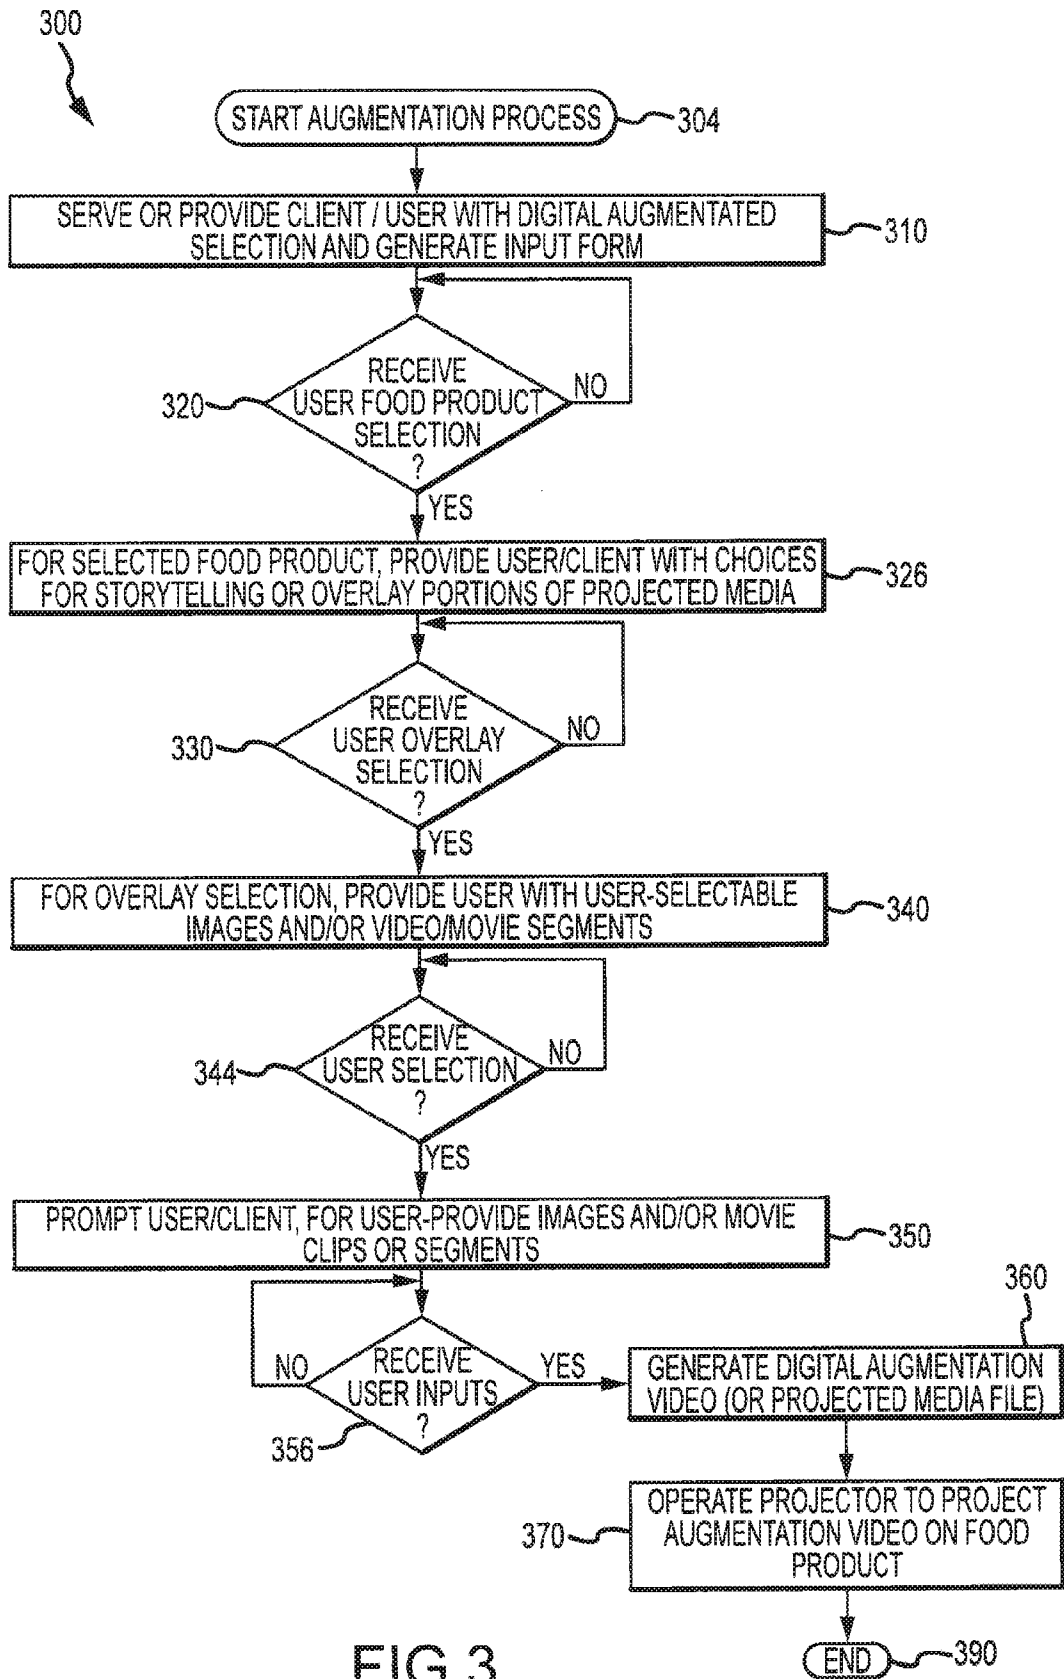 300
START AUGMENTATION PROCESS
304
SERVE OR PROVIDE CLIENT / USER WITH DIGITAL AUGMENTATED
SELECTION AND GENERATE INPUT FORM
310
RECEIVE
USER FOOD PRODUCT
SELECTION
?
NO
320
YES
FOR SELECTED FOOD PRODUCT, PROVIDE USER/CLIENT WITH CHOICES
FOR STORYTELLING OR OVERLAY PORTIONS OF PROJECTED MEDIA
326
RECEIVE
USER OVERLAY
SELECTION
?
NO
330
YES
FOR OVERLAY SELECTION, PROVIDE USER WITH USER-SELECTABLE
IMAGES AND/OR VIDEO/MOVIE SEGMENTS
340
RECEIVE
USER SELECTION
?
NO
344
YES
PROMPT USER/CLIENT, FOR USER-PROVIDE IMAGES AND/OR MOVIE
CLIPS OR SEGMENTS
350
NO
RECEIVE
USER INPUTS
?
YES
356
360
GENERATE DIGITAL AUGMENTATION
VIDEO (OR PROJECTED MEDIA FILE)
OPERATE PROJECTOR TO PROJECT
AUGMENTATION VIDEO ON FOOD
PRODUCT
370
END
390
FIG.3